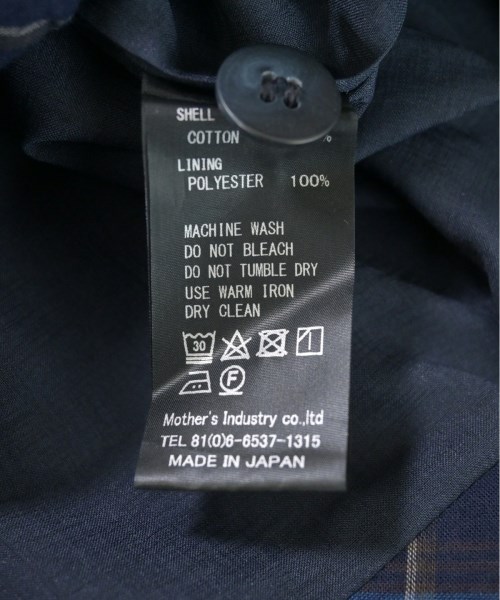 SHELL
COTTON %
LINING
POLYESTER 100%
MACHINE WASH
DO NOT BLEACH
DO NOT TUMBLE DRY
USE WARM IRON
DRY CLEAN
30
F
Mother's Industry co.,ltd
TEL 81(0)6-6537-1315
MADE IN JAPAN